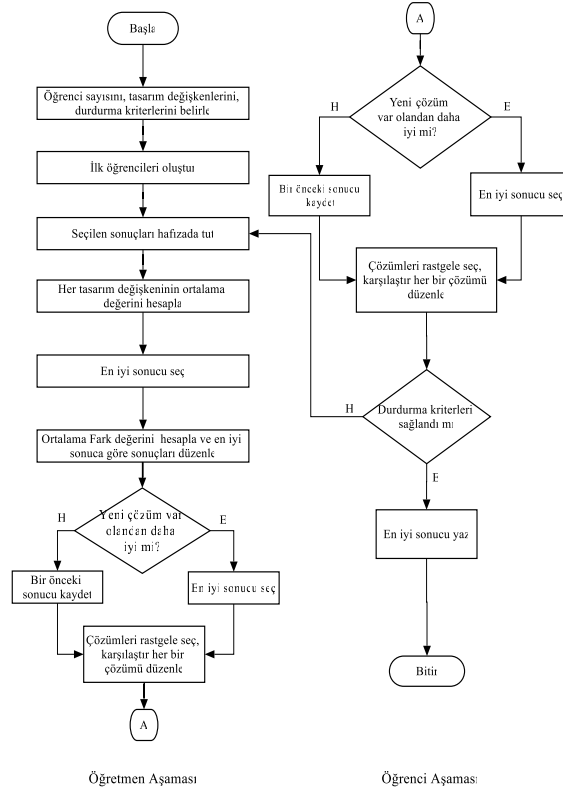 Başla
Öğrenci sayısını, tasarım değişkenlerini,
durdurma kriterlerini belirle
İlk öğrencileri oluştur
Seçilen sonuçları hafızada tut
Her tasarım değişkeninin ortalama
değerini hesapla
En iyi sonucu seç
Ortalama Fark değerini hesapla ve en iyi
sonuca göre sonuçları düzenle
Yeni çözüm var
olandan daha
iyi mi?
H
E
Bir önceki
sonucu kaydet
En iyi sonucu seç
Çözümleri rastgele seç,
karşılaştır her bir
çözümü düzenle
A
Öğretmen Aşaması
A
Yeni çözüm
var olandan daha
iyi mi?
H
E
Bir önceki sonucu
kaydet
En iyi sonucu seç
Çözümleri rastgele seç,
karşılaştır her bir çözümü
düzenle
Durdurma kriterleri
sağlandı mı
H
E
En iyi sonucu yaz
Bitir
Öğrenci Aşaması